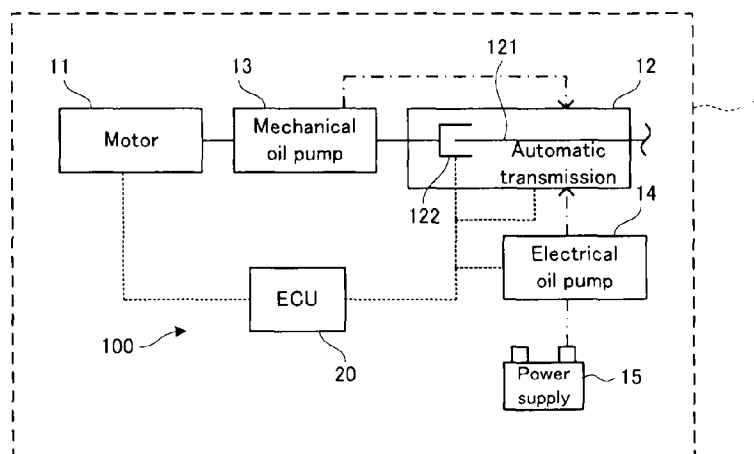 11
13
121
12
Motor
Mechanical
oil pump
Automatic
transmission
122
14
Electrical
oil pump
ECU
100
20
Power
supply
15